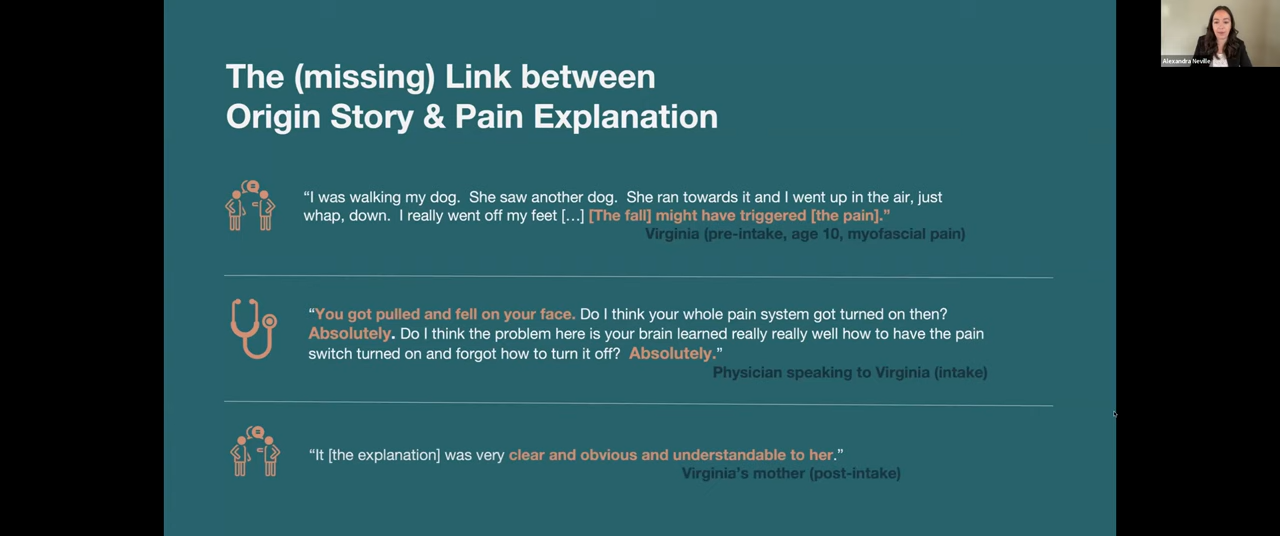 The (missing) Link between
Origin Story & Pain Explanation
“I was walking my dog.  She saw another dog.  She ran towards it and I went up in the air, just
whap, down.  I really went off my feet […] [The fall] might have triggered [the pain].”
Virginia (pre-intake, age 10, myofascial pain)
“You got pulled and fell on your face. Do I think your whole pain system got turned on then?
Absolutely. Do I think the problem here is your brain learned really really well how to have the pain
switch turned on and forgot how to turn it off?  Absolutely.”
Physician speaking to Virginia (intake)
“It [the explanation] was very clear and obvious and understandable to her.”
Virginia’s mother (post-intake)
Alexandra Neville